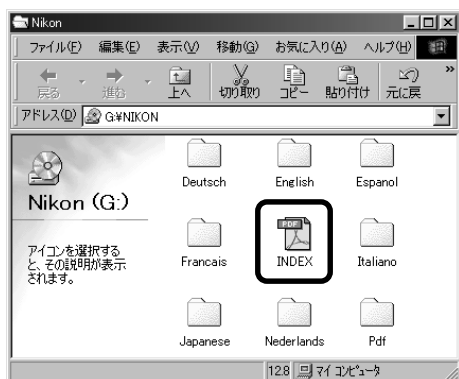 Nikon
ファイル(F) 編集(E) 表示(V) 移動(G) お気に入り(A) ヘルプ(H)
戻る 進む 上へ 切り取り コピー 貼り付け 元に戻 »
アドレス(D) G:¥NIKON
Nikon (G:)
アイコンを選択する
と、その説明が表示
されます。
Deutsch English Espanol
PDF
Francais INDEX Italiano
Japanese Nederlands Pdf
128 マイ コンピュータ